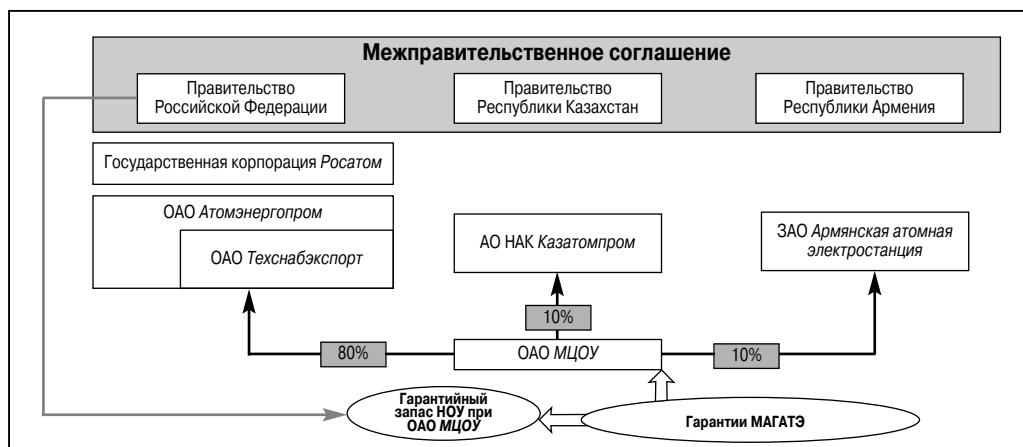 Межправительственное соглашение
Правительство
Российской Федерации
Правительство
Республики Казахстан
Правительство
Республики Армения
Государственная корпорация Росатом
ОАО Атомэнергопром
ОАО Техснабэкспорт
АО НАК Казатомпром
ЗАО Армянская атомная
электростанция
10%
80%
ОАО МЦОУ
10%
Гарантийный
запас НОУ при
ОАО МЦОУ
Гарантии МАГАТЭ